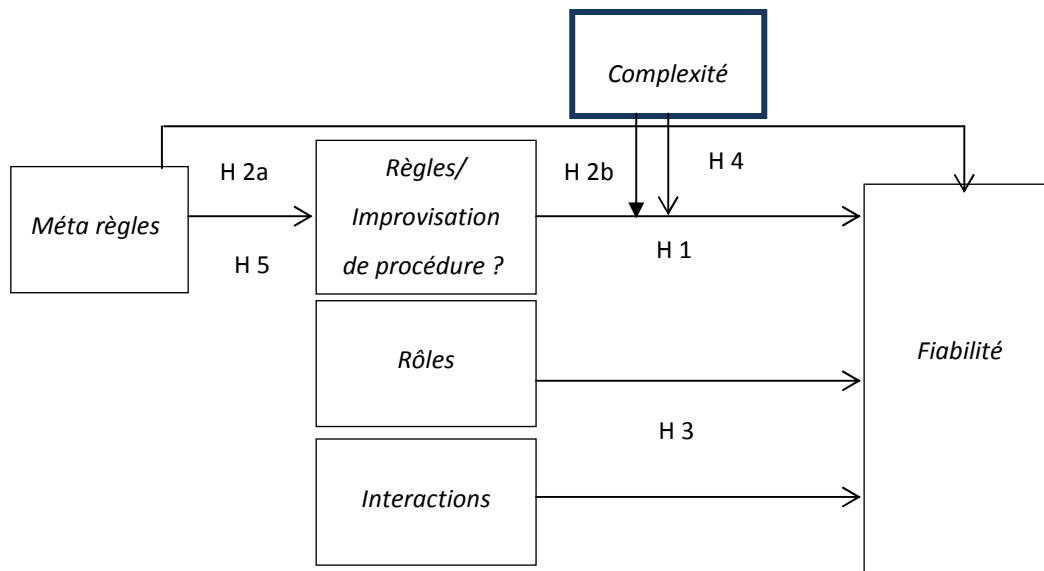 Complexité
H 2a
Règles/
H 2b
H 4
Méta règles
Improvisation
H 5
de procédure ?
H 1
Rôles
Fiabilité
H 3
Interactions